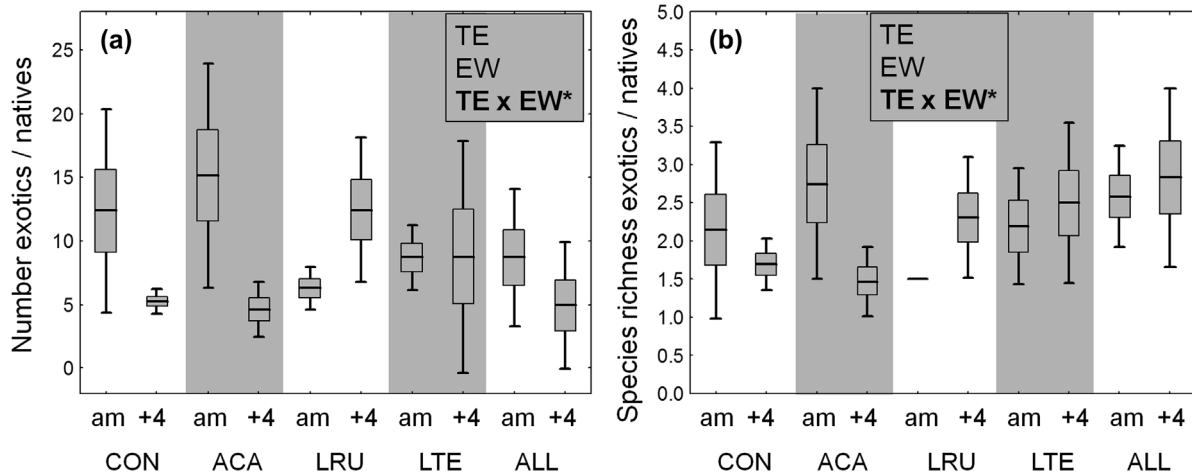 (a)
TE
EW
TE x EW*
Number exotics / natives
25
20
15
10
5
0
am +4 am +4 am +4 am +4 am +4
CON ACA LRU LTE ALL
(b)
TE
EW
TE x EW*
Species richness exotics / natives
5.0
4.5
4.0
3.5
3.0
2.5
2.0
1.5
1.0
0.5
0.0
am +4 am +4 am +4 am +4 am +4
CON ACA LRU LTE ALL